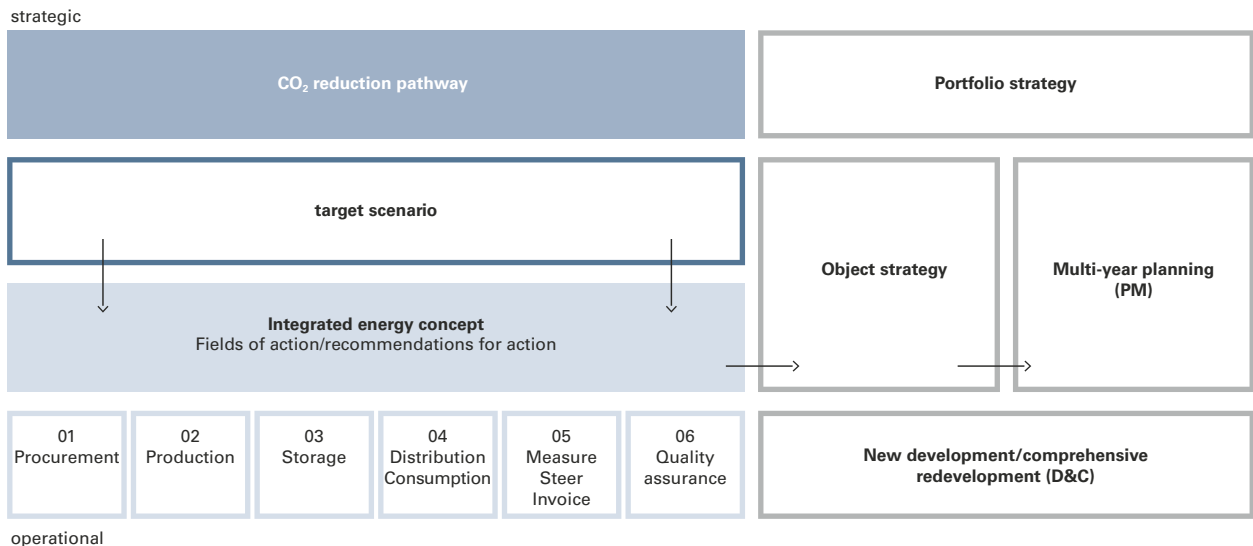 strategic
CO₂ reduction pathway
Portfolio strategy
target scenario
Object strategy
Multi-year planning
(PM)
Integrated energy concept
Fields of action/recommendations for action
01
Procurement
02
Production
03
Storage
04
Distribution
Consumption
05
Measure
Steer
Invoice
06
Quality
assurance
New development/comprehensive
redevelopment (D&C)
operational